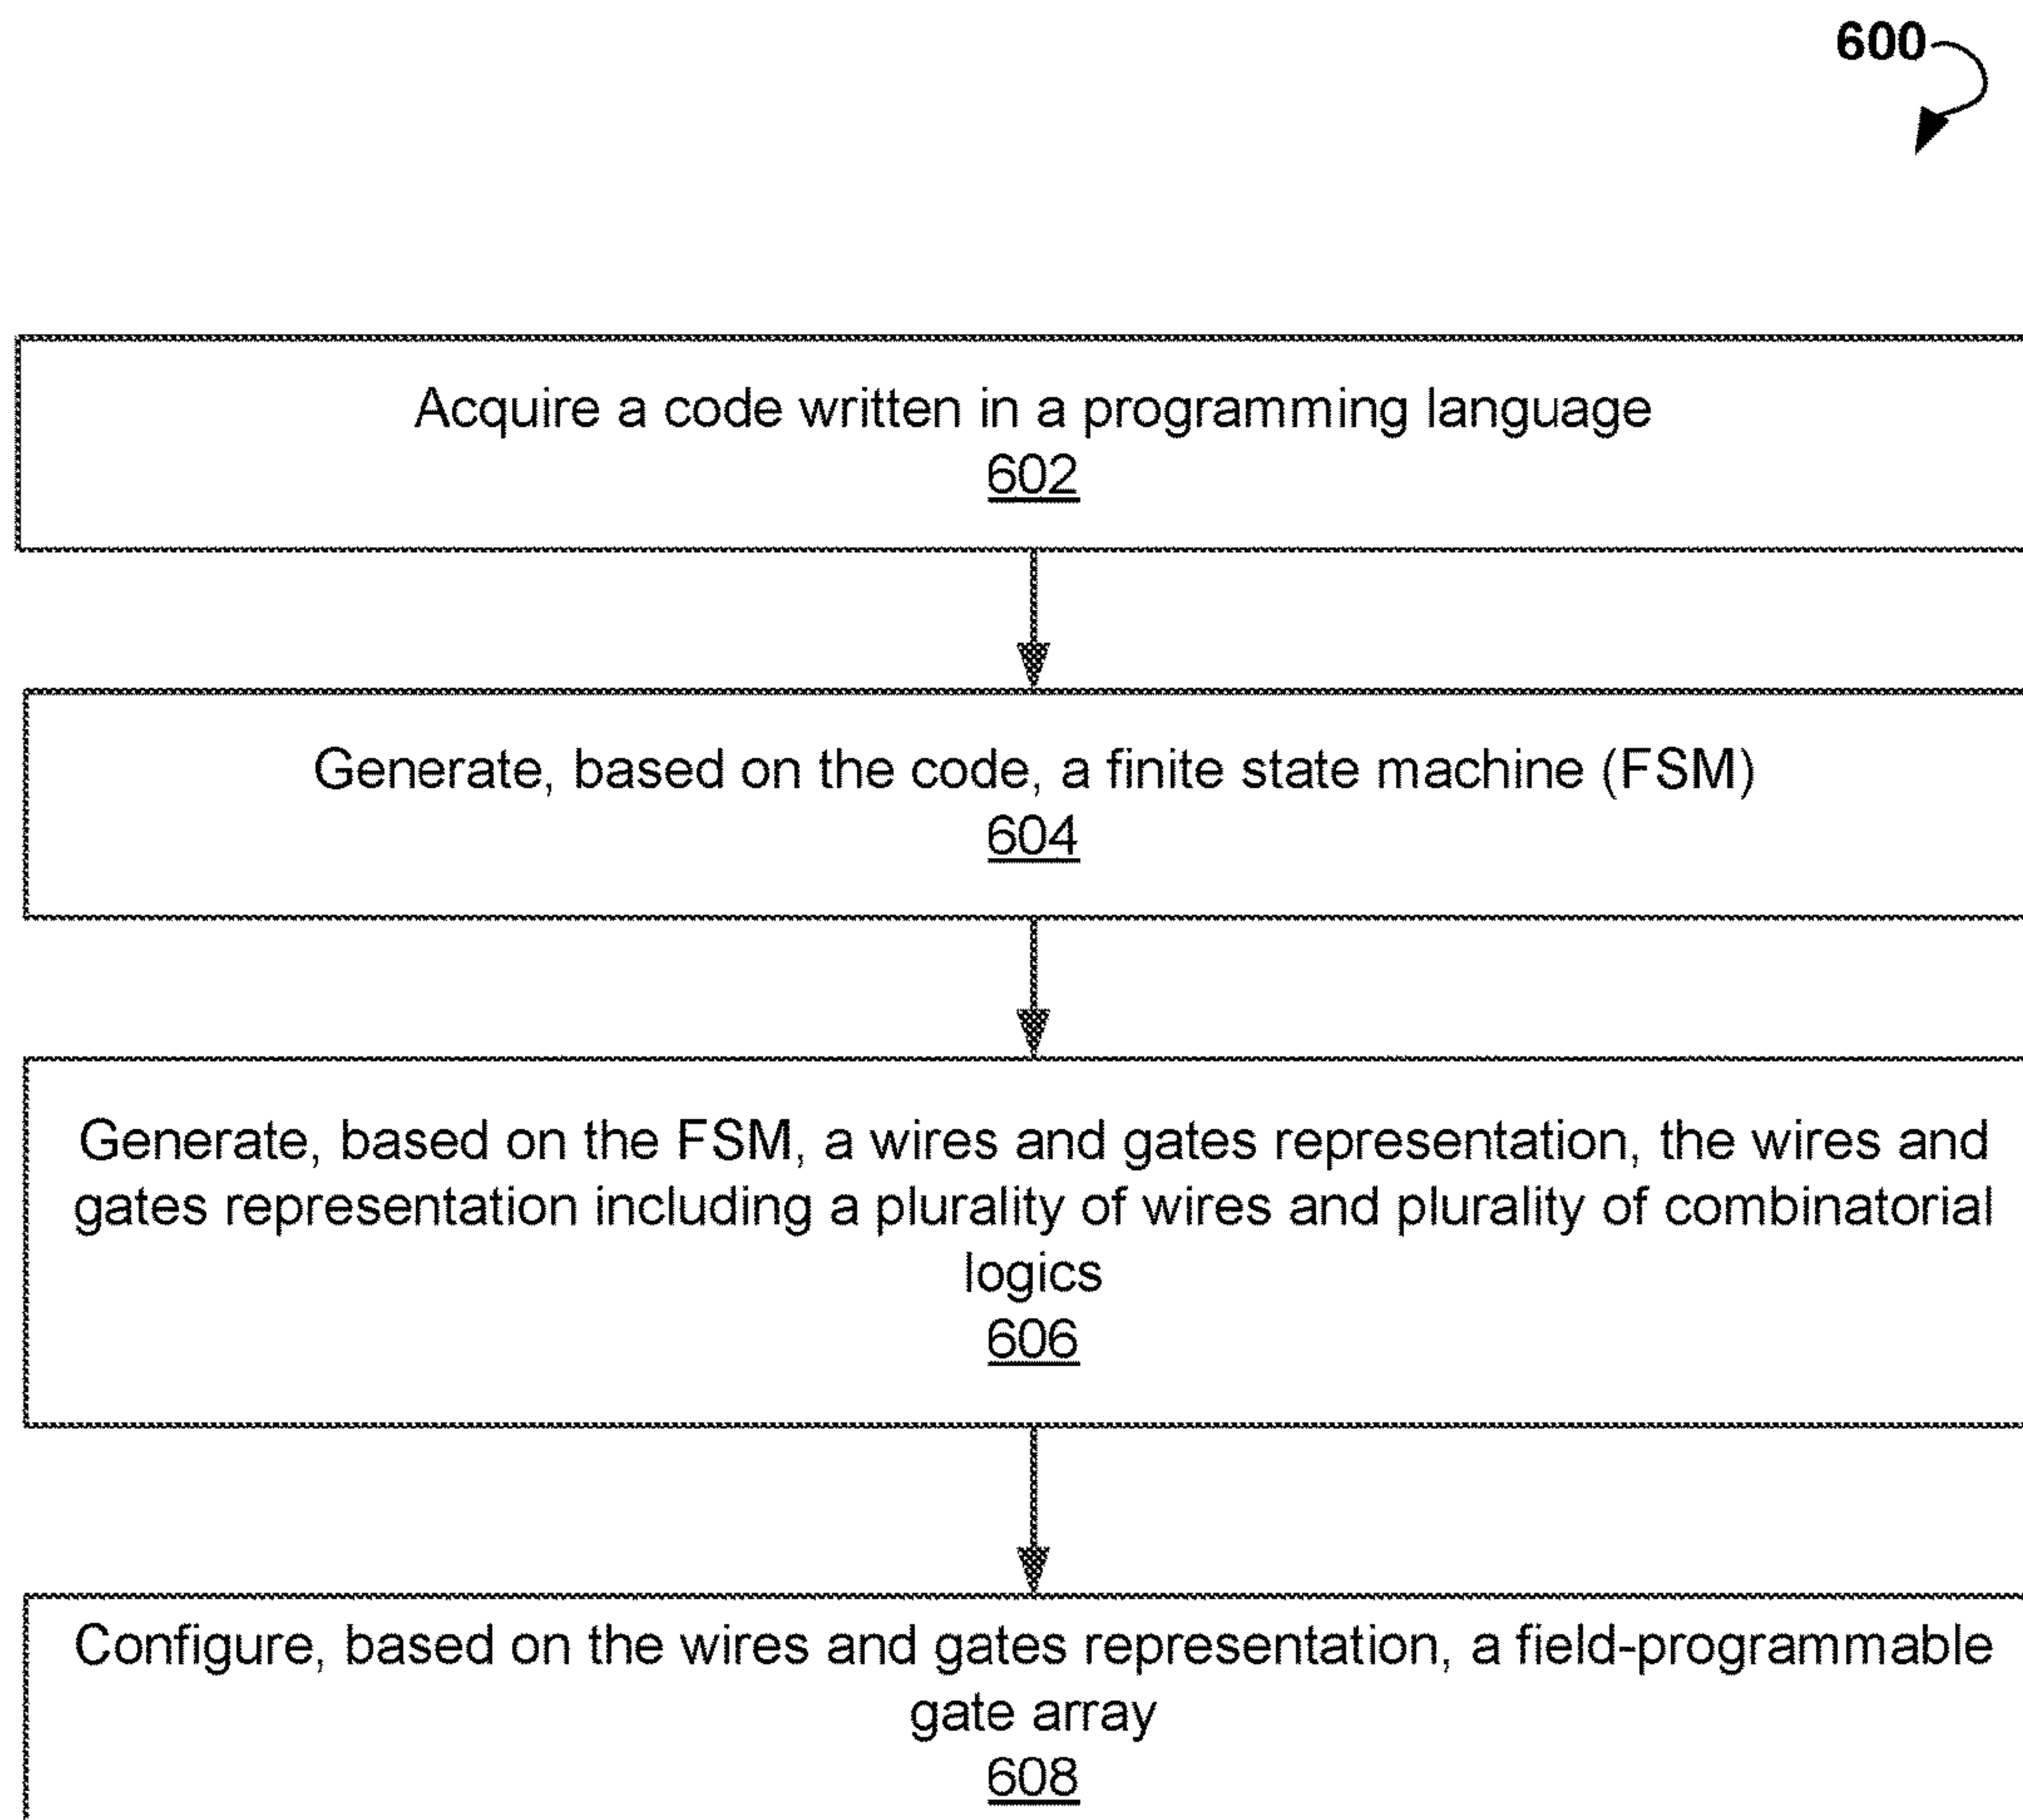 600
Acquire a code written in a programming language
602
Generate, based on the code, a finite state machine (FSM)
604
Generate, based on the FSM, a wires and gates representation, the wires and
gates representation including a plurality of wires and plurality of combinatorial
logics
606
Configure, based on the wires and gates representation, a field-programmable
gate array
608